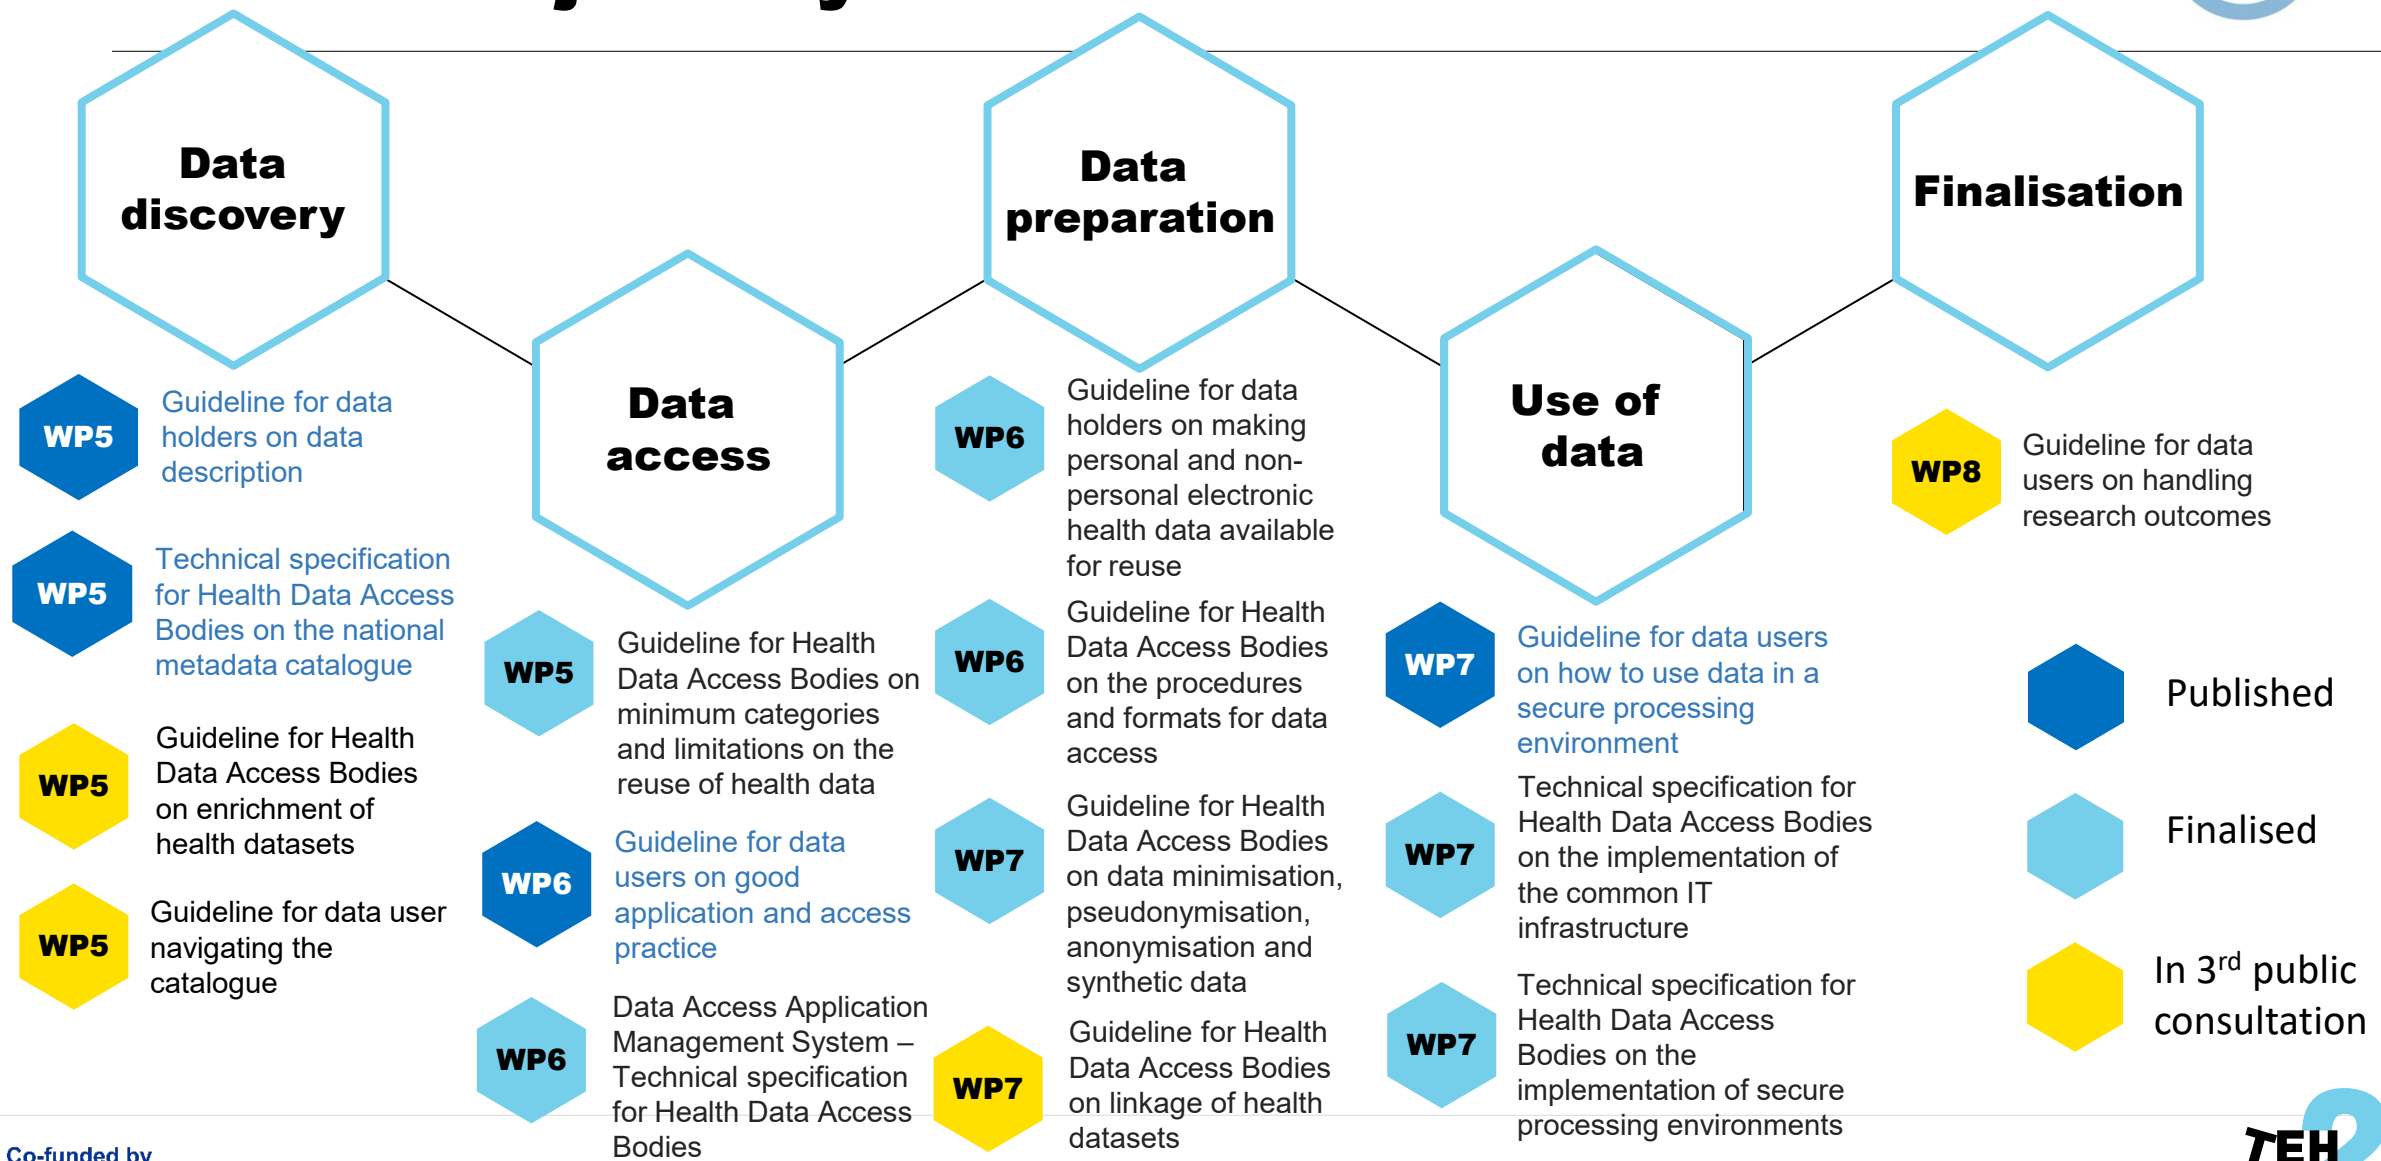 Data
discovery
Data
access
Data
preparation
Use of
data
Finalisation
WP5
Guideline for data
holders on data
description
WP5
Technical specification
for Health Data Access
Bodies on the national
metadata catalogue
WP5
Guideline for Health
Data Access Bodies
on enrichment of
health datasets
WP5
Guideline for data user
navigating the
catalogue
WP5
Guideline for Health
Data Access Bodies on
minimum categories
and limitations on the
reuse of health data
WP6
Guideline for data
users on good
application and access
practice
WP6
Data Access Application
Management System –
Technical specification
for Health Data Access
Bodies
WP6
Guideline for data
holders on making
personal and non-
personal electronic
health data available
for reuse
WP6
Guideline for Health
Data Access Bodies
on the procedures
and formats for data
access
WP7
Guideline for Health
Data Access Bodies
on data minimisation,
pseudonymisation,
anonymisation and
synthetic data
WP7
Guideline for Health
Data Access Bodies
on linkage of health
datasets
WP7
Guideline for data users
on how to use data in a
secure processing
environment
WP7
Technical specification for
Health Data Access Bodies
on the implementation of
the common IT
infrastructure
WP7
Technical specification for
Health Data Access
Bodies on the
implementation of secure
processing environments
WP8
Guideline for data
users on handling
research outcomes
Published
Finalised
In 3rd public
consultation
Co-funded by
TEH
2